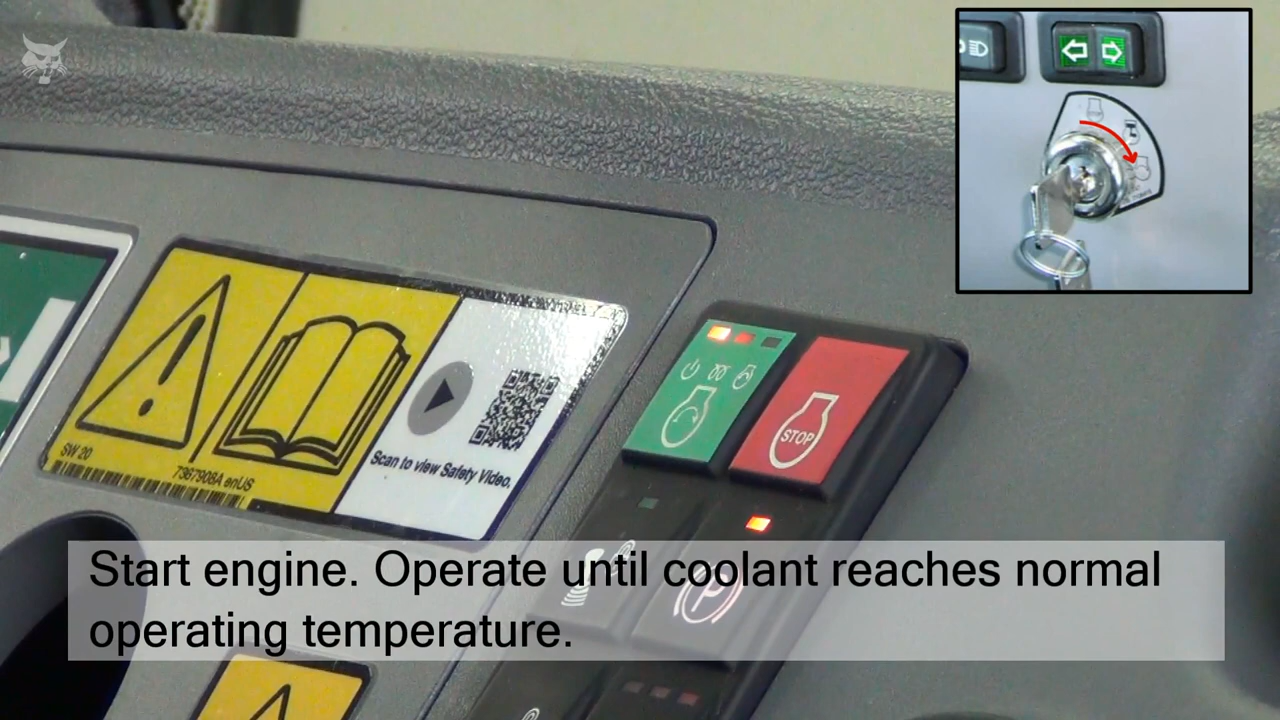 SW 20
7367908A enUS
Scan to view Safety Video.
STOP
P
Start engine. Operate until coolant reaches normal
operating temperature.